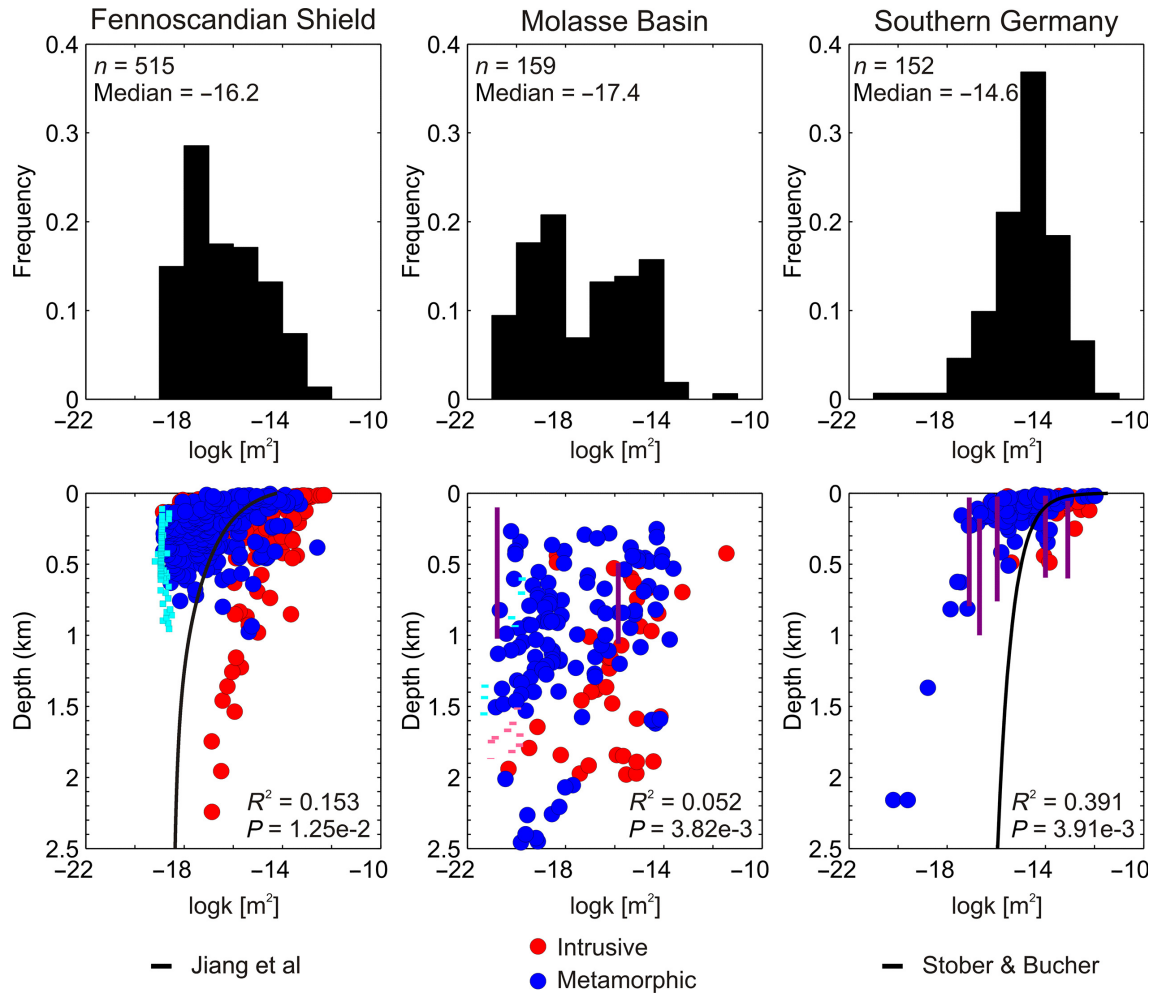 Fennoscandian Shield
Molasse Basin
Southern Germany
0.4
0.3
0.2
0.1
0
Frequency
n = 515
Median = −16.2
−22 −18 −14 −10
logk [m²]
0.4
0.3
0.2
0.1
0
Frequency
n = 159
Median = −17.4
−22 −18 −14 −10
logk [m²]
0.4
0.3
0.2
0.1
0
Frequency
n = 152
Median = −14.6
−22 −18 −14 −10
logk [m²]
0
0.5
1
1.5
2
2.5
Depth (km)
R² = 0.153
P = 1.25e-2
−22 −18 −14 −10
logk [m²]
0
0.5
1
1.5
2
2.5
Depth (km)
R² = 0.052
P = 3.82e-3
−22 −18 −14 −10
logk [m²]
0
0.5
1
1.5
2
2.5
Depth (km)
R² = 0.391
P = 3.91e-3
−22 −18 −14 −10
logk [m²]
Jiang et al
Intrusive
Metamorphic
Stober & Bucher